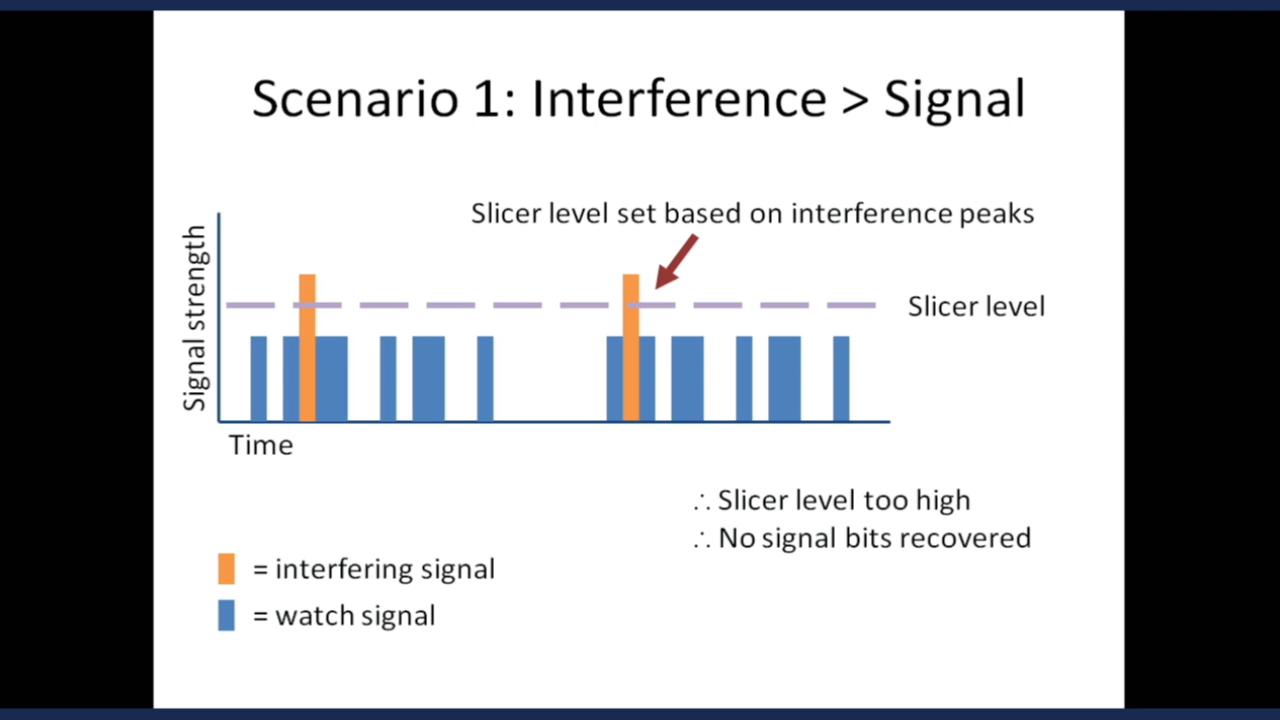 Scenario 1: Interference > Signal
Slicer level set based on interference peaks
Signal strength
Slicer level
Time
∴ Slicer level too high
∴ No signal bits recovered
= interfering signal
= watch signal